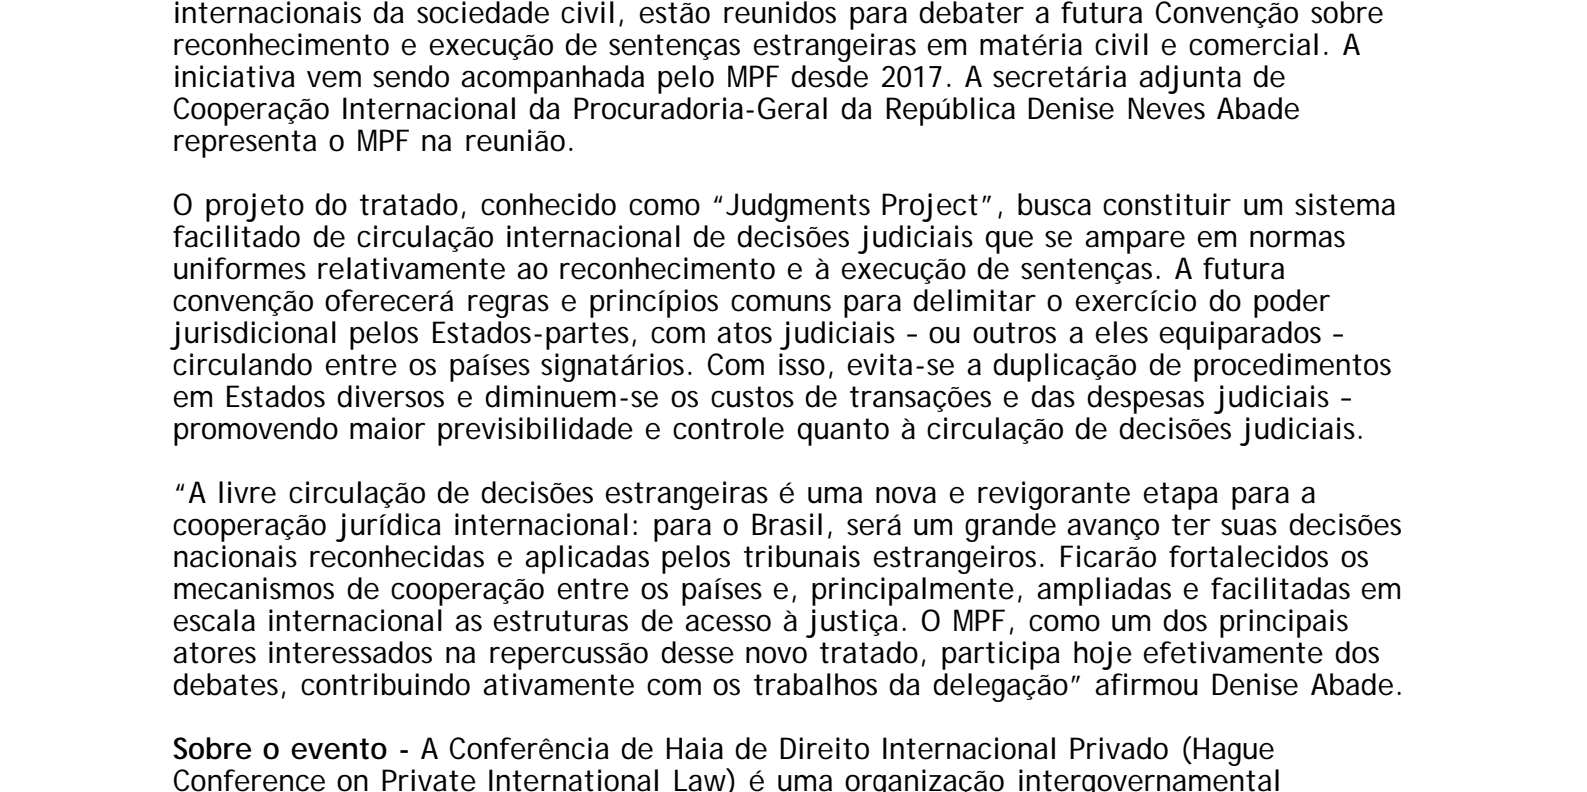 internacionais da sociedade civil, estão reunidos para debater a futura Convenção sobre
reconhecimento e execução de sentenças estrangeiras em matéria civil e comercial. A
iniciativa vem sendo acompanhada pelo MPF desde 2017. A secretária adjunta de
Cooperação Internacional da Procuradoria-Geral da República Denise Neves Abade
representa o MPF na reunião.
O projeto do tratado, conhecido como “Judgments Project”, busca constituir um sistema
facilitado de circulação internacional de decisões judiciais que se ampare em normas
uniformes relativamente ao reconhecimento e à execução de sentenças. A futura
convenção oferecerá regras e princípios comuns para delimitar o exercício do poder
jurisdicional pelos Estados-partes, com atos judiciais – ou outros a eles equiparados –
circulando entre os países signatários. Com isso, evita-se a duplicação de procedimentos
em Estados diversos e diminuem-se os custos de transações e das despesas judiciais –
promovendo maior previsibilidade e controle quanto à circulação de decisões judiciais.
“A livre circulação de decisões estrangeiras é uma nova e revigorante etapa para a
cooperação jurídica internacional: para o Brasil, será um grande avanço ter suas decisões
nacionais reconhecidas e aplicadas pelos tribunais estrangeiros. Ficarão fortalecidos os
mecanismos de cooperação entre os países e, principalmente, ampliadas e facilitadas em
escala internacional as estruturas de acesso à justiça. O MPF, como um dos principais
atores interessados na repercussão desse novo tratado, participa hoje efetivamente dos
debates, contribuindo ativamente com os trabalhos da delegação” afirmou Denise Abade.
Sobre o evento - A Conferência de Haia de Direito Internacional Privado (Hague
Conference on Private International Law) é uma organização intergovernamental